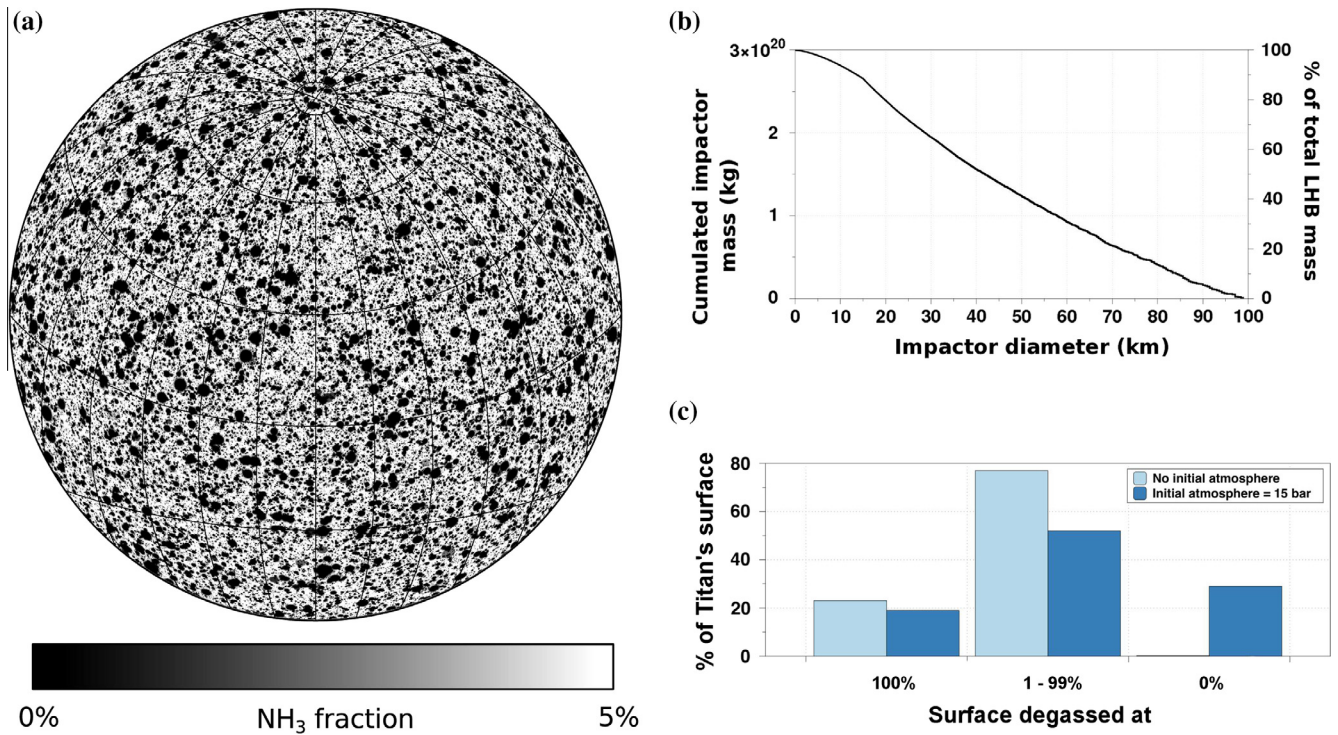 (a)
0%
5%
NH₃ fraction
(b)
3×10²⁰
2
1
0
Cumulated impactor
mass (kg)
100
80
60
40
20
0
% of total LHB mass
0 10 20 30 40 50 60 70 80 90 100
Impactor diameter (km)
(c)
80
60
40
20
0
% of Titan's surface
No initial atmosphere
Initial atmosphere = 15 bar
100% 1 - 99% 0%
Surface degassed at